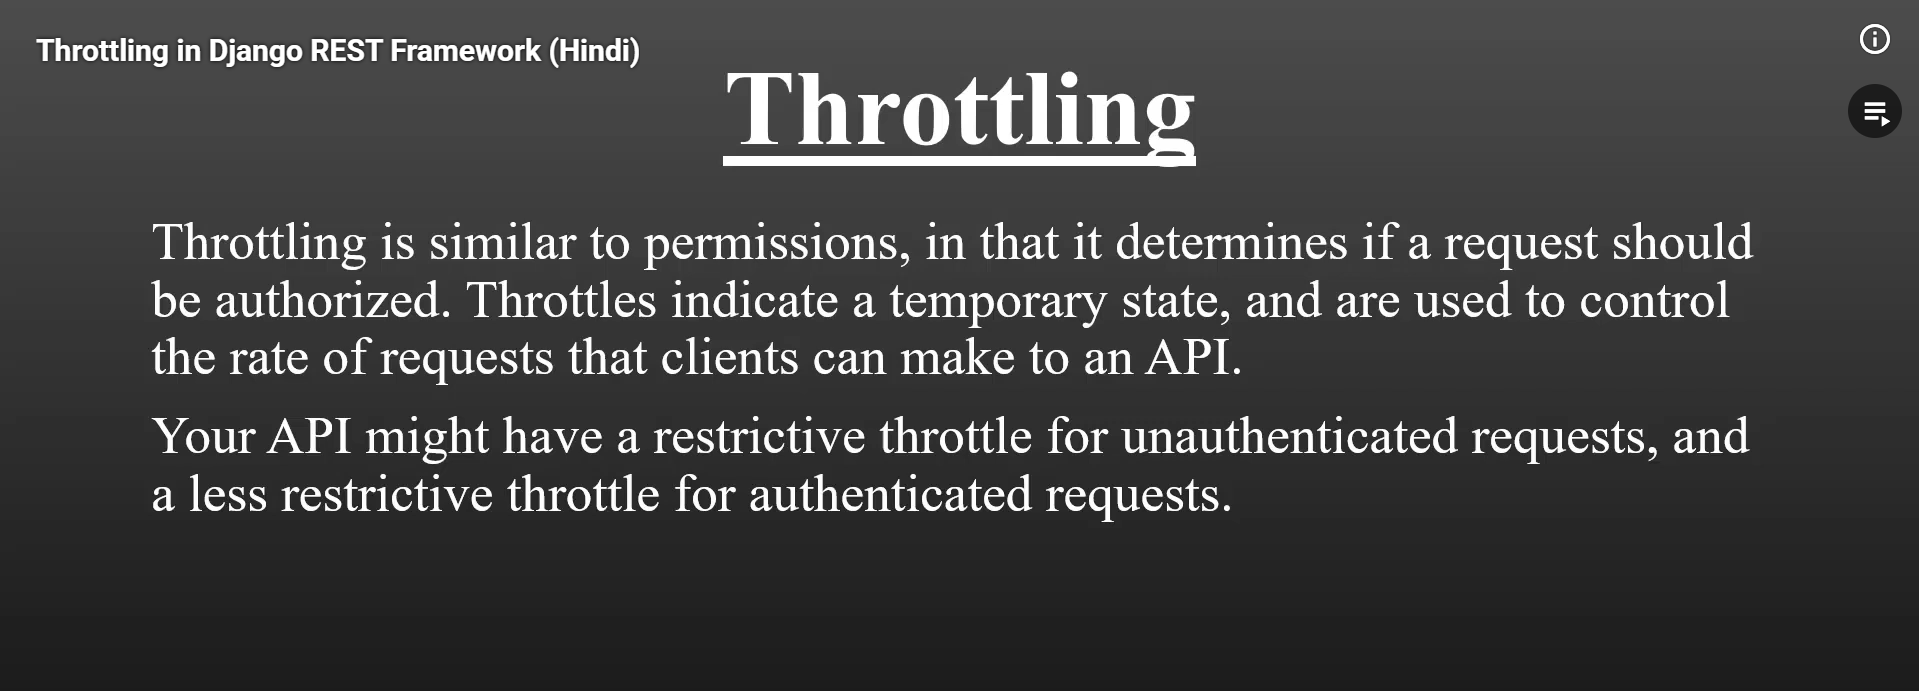 Throttling in Django REST Framework (Hindi)
Throttling
Throttling is similar to permissions, in that it determines if a request should
be authorized. Throttles indicate a temporary state, and are used to control
the rate of requests that clients can make to an API.
Your API might have a restrictive throttle for unauthenticated requests, and
a less restrictive throttle for authenticated requests.